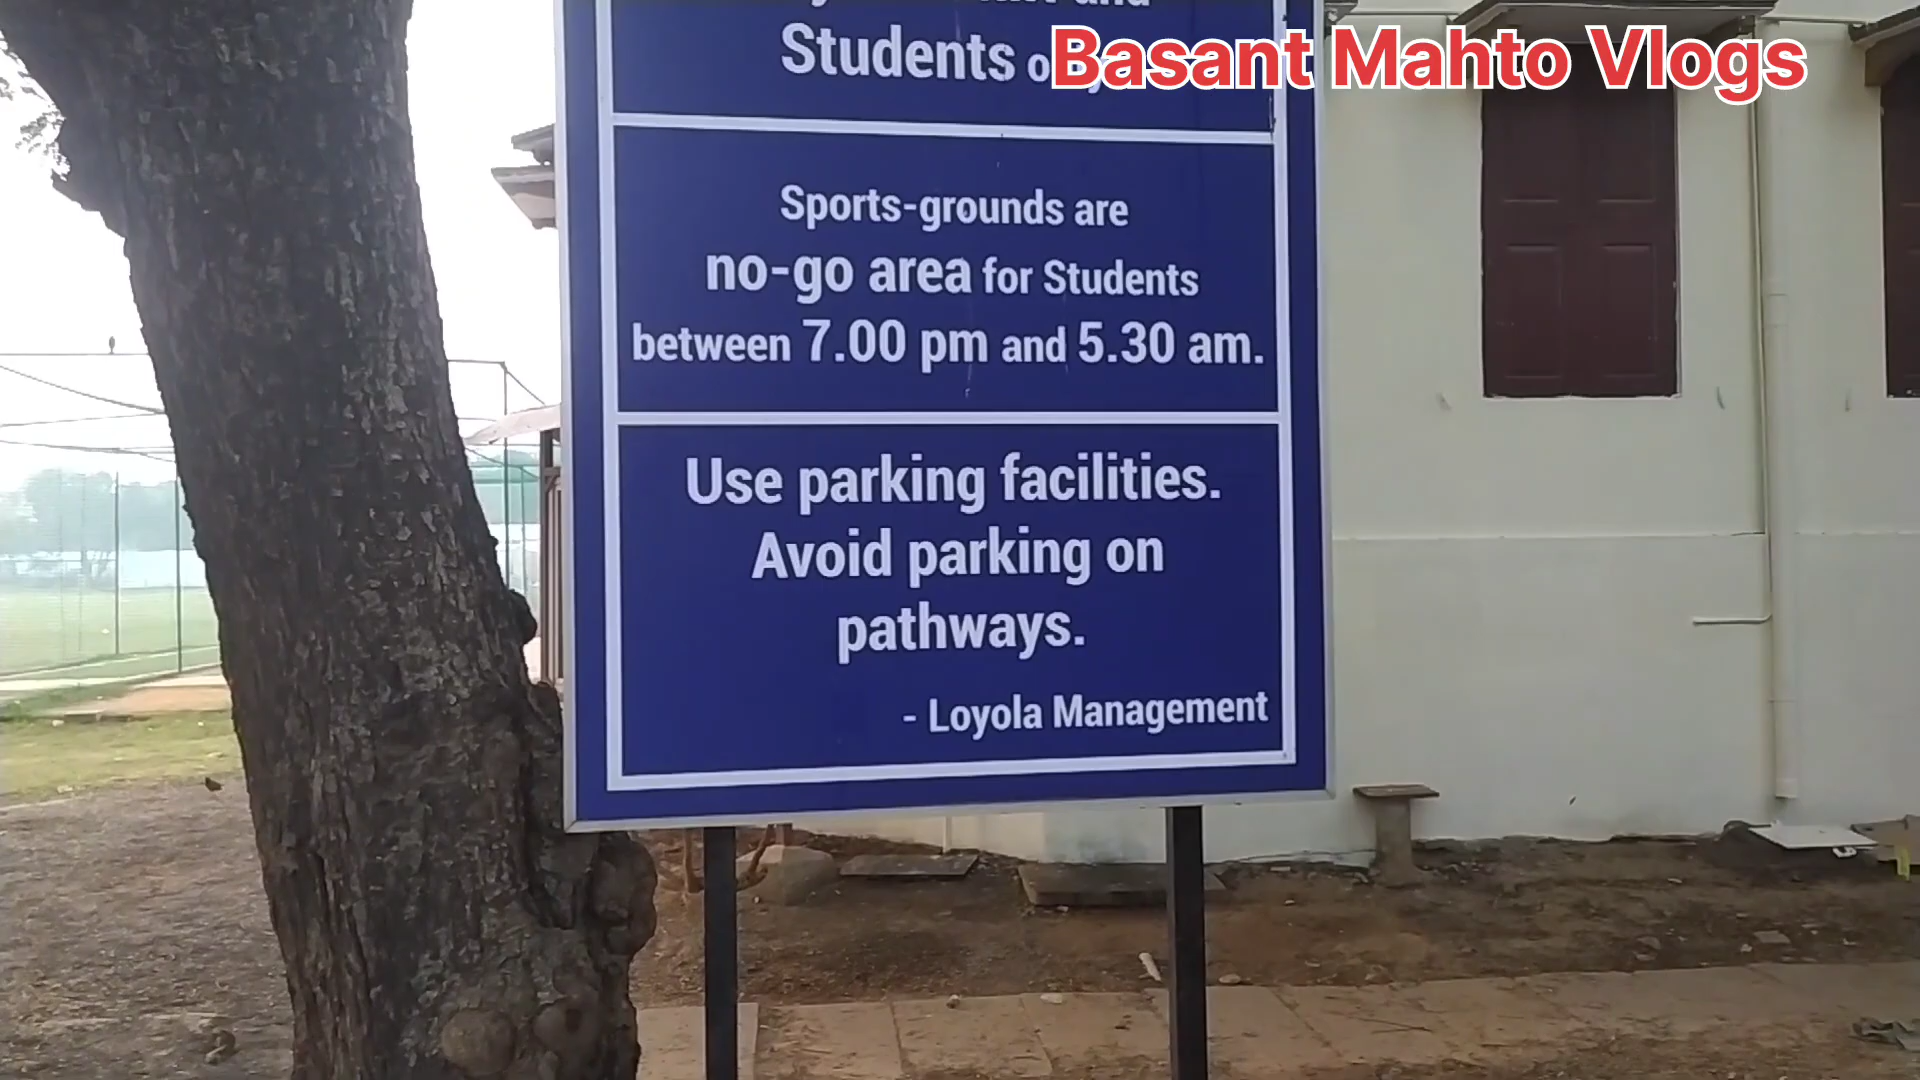 and
Students
Basant Mahto Vlogs
Sports-grounds are
no-go area for Students
between 7.00 pm and 5.30 am.
Use parking facilities.
Avoid parking on
pathways.
- Loyola Management